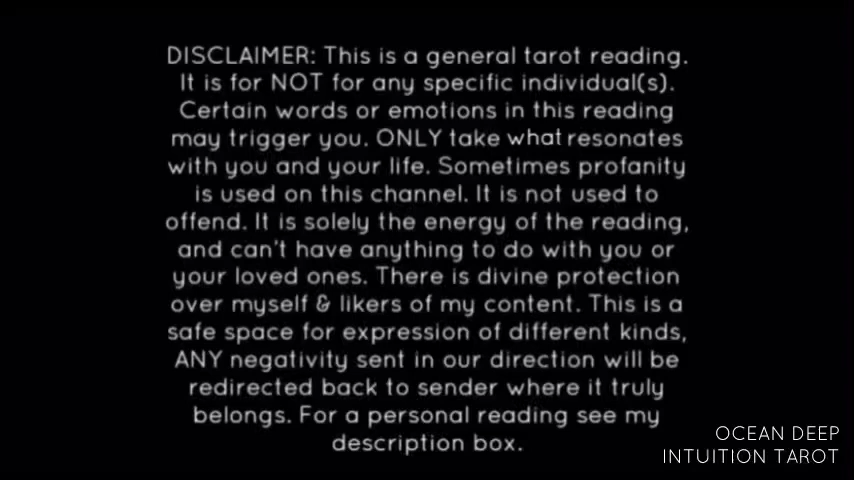 DISCLAIMER: This is a general tarot reading.
It is for NOT for any specific individual(s).
Certain words or emotions in this reading
may trigger you. ONLY take what resonates
with you and your life. Sometimes profanity
is used on this channel. It is not used to
offend. It is solely the energy of the reading,
and can't have anything to do with you or
your loved ones. There is divine protection
over myself & likers of my content. This is a
safe space for expression of different kinds,
ANY negativity sent in our direction will be
redirected back to sender where it truly
belongs. For a personal reading see my
description box.
OCEAN DEEP
INTUITION TAROT